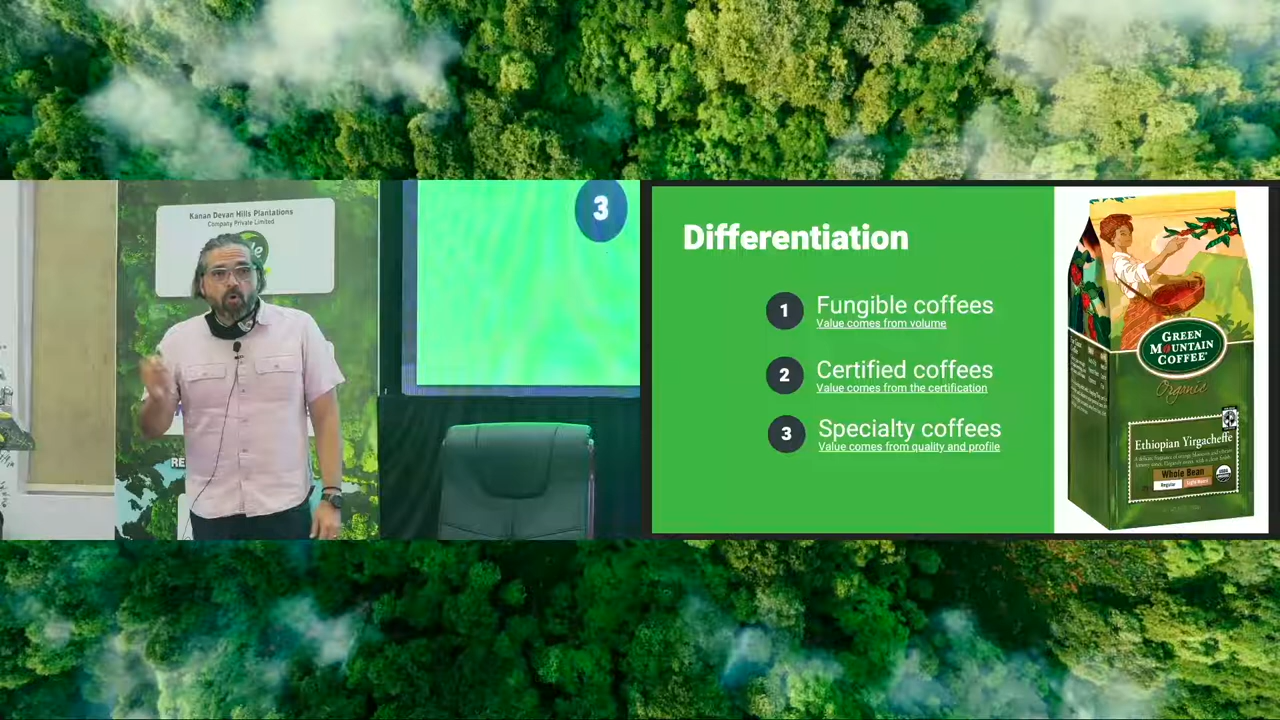 Kanan Devan Hills Plantations
Company Private Limited
RE
3
Differentiation
1
Fungible coffees
Value comes from volume
2
Certified coffees
Value comes from the certification
3
Specialty coffees
Value comes from quality and profile
GREEN
MOUNTAIN
COFFEE
Organic
Ethiopian Yirgacheffe
Whole Bean
Regular